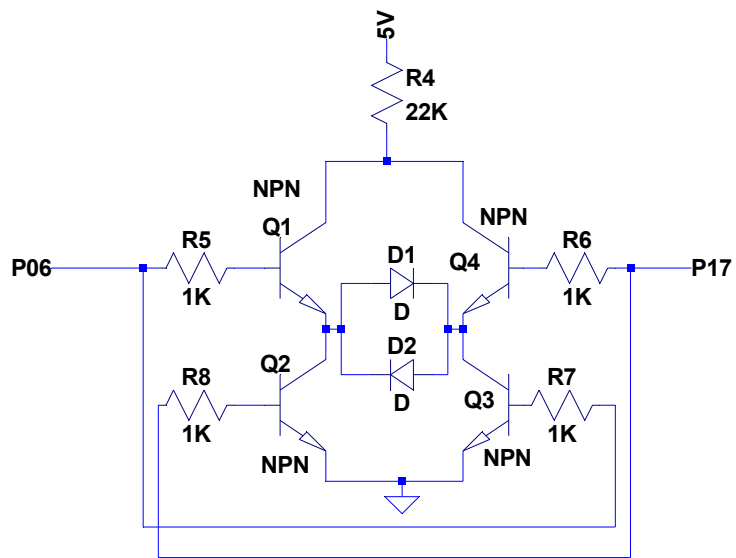 5V
R4
22K
NPN
Q1
NPN
R5
D1
Q4
R6
P06
P17
1K
D
1K
Q2
D2
R8
Q3
R7
1K
D
1K
NPN
NPN